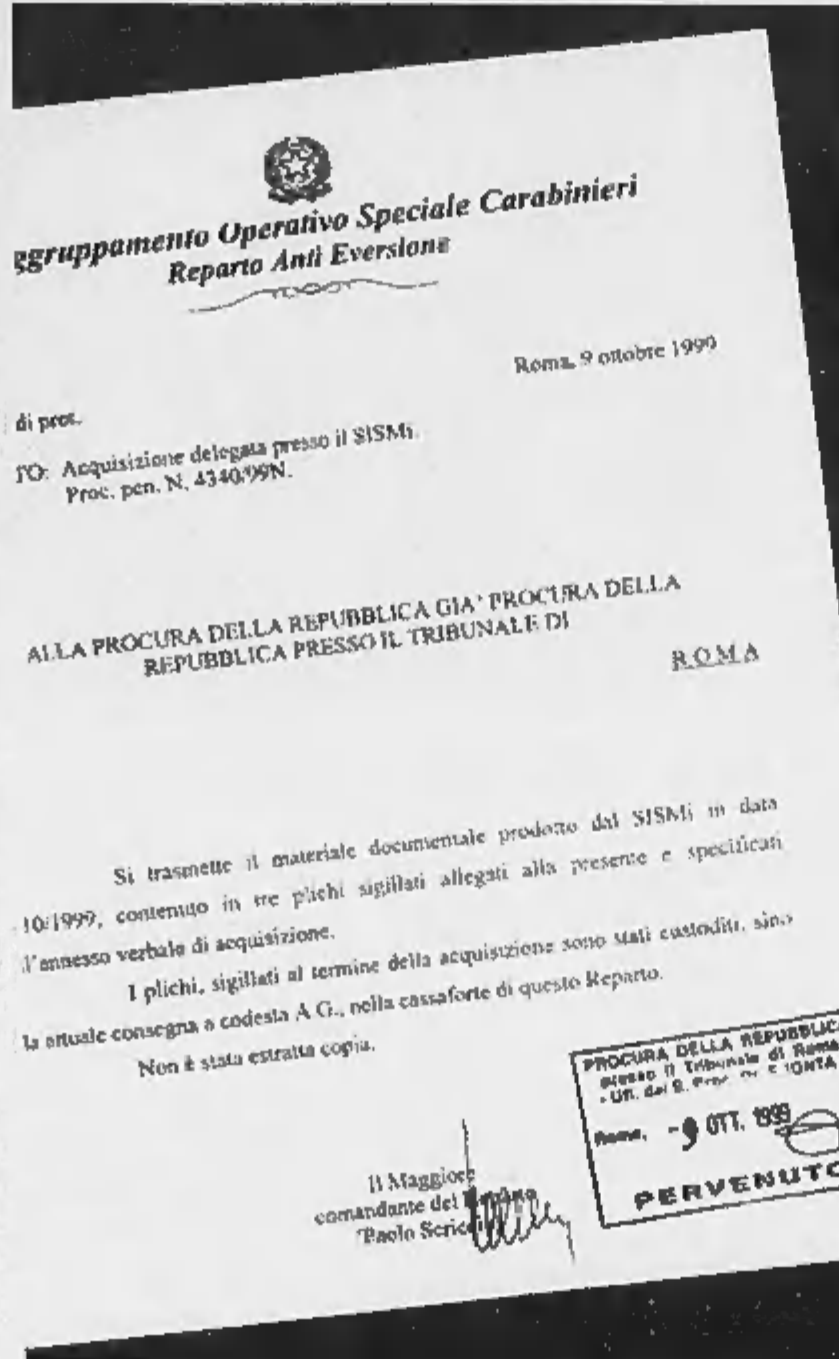 ggruppamento Operativo Speciale Carabinieri
Reparto Anti Eversione
Roma, 9 ottobre 1999
di prot.
TO: Acquisizione delegata presso il SISMi.
Proc. pen. N. 4340/99N.
ALLA PROCURA DELLA REPUBBLICA GIA' PROCURA DELLA
REPUBBLICA PRESSO IL TRIBUNALE DI
ROMA
Si trasmette il materiale documentale prodotto dal SISMi in data
10/1999, contenuto in tre plichi sigillati allegati alla presente e specificati
l'annesso verbale di acquisizione.
I plichi, sigillati al termine della acquisizione sono stati custoditi, sino
la attuale consegna a codesta A.G., nella cassaforte di questo Reparto.
Non è stata estratta copia.
Il Maggiore
comandante del Reparto
Paolo
PROCURA DELLA REPUBBLICA
presso il Tribunale di Roma
Uff. del S. Proc. IONTA
Roma, - 9 OTT. 1999
PERVENUTO